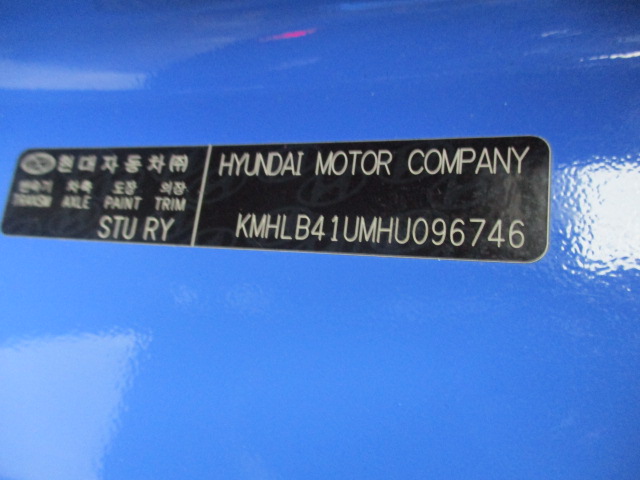 현대자동차㈜
변속기 차축 도장 의장
TRANSM AXLE PAINT TRIM
STU RY
HYUNDAI MOTOR COMPANY
KMHLB41UMHU096746